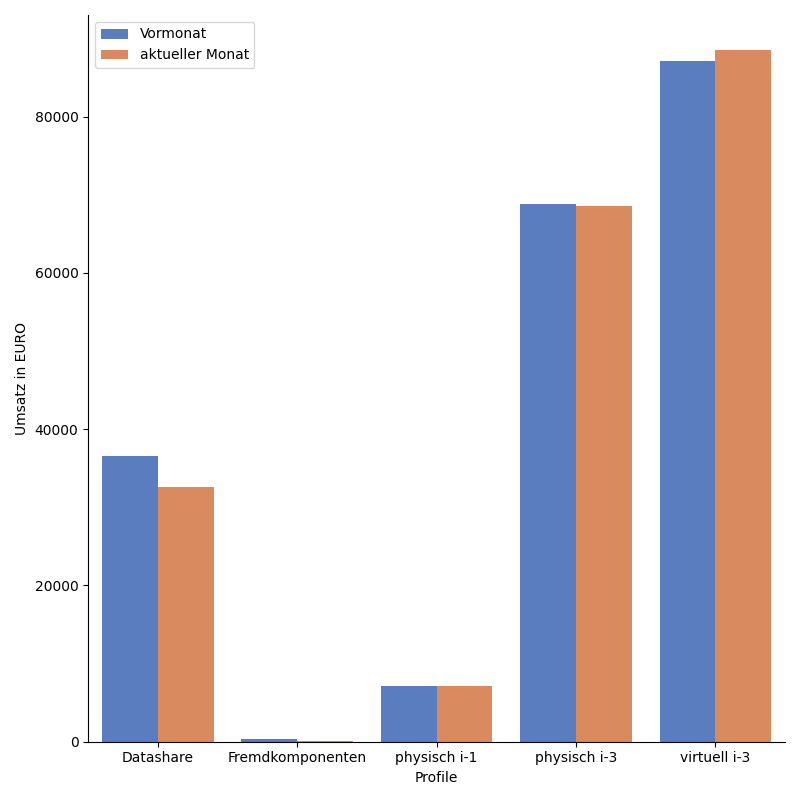 Vormonat
aktueller Monat
80000
60000
40000
20000
0
Umsatz in EURO
Datashare
Fremdkomponenten
physisch i-1
physisch i-3
virtuell i-3
Profile